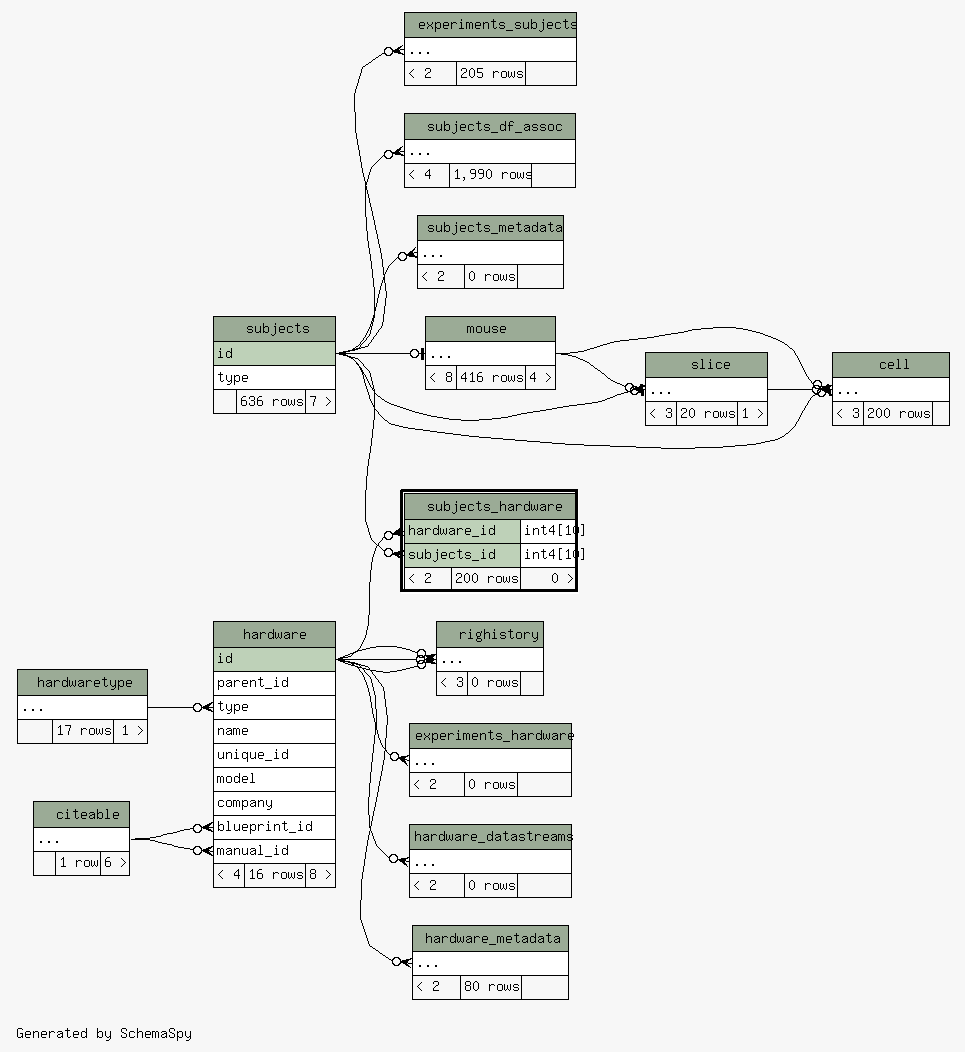 experiments_subjects
...
< 2 205 rows
subjects_df_assoc
...
< 4 1,990 rows
subjects_metadata
...
< 2 0 rows
subjects
id
type
636 rows 7 >
mouse
...
< 8 416 rows 4 >
slice
...
< 3 20 rows 1 >
cell
...
< 3 200 rows
subjects_hardware
hardware_id int4[10]
subjects_id int4[10]
< 2 200 rows 0 >
hardware
id
parent_id
type
name
unique_id
model
company
blueprint_id
manual_id
< 4 16 rows 8 >
righistory
...
< 3 0 rows
hardwaretype
...
17 rows 1 >
experiments_hardware
...
< 2 0 rows
citeable
...
1 row 6 >
hardware_datastreams
...
< 2 0 rows
hardware_metadata
...
< 2 80 rows
Generated by SchemaSpy